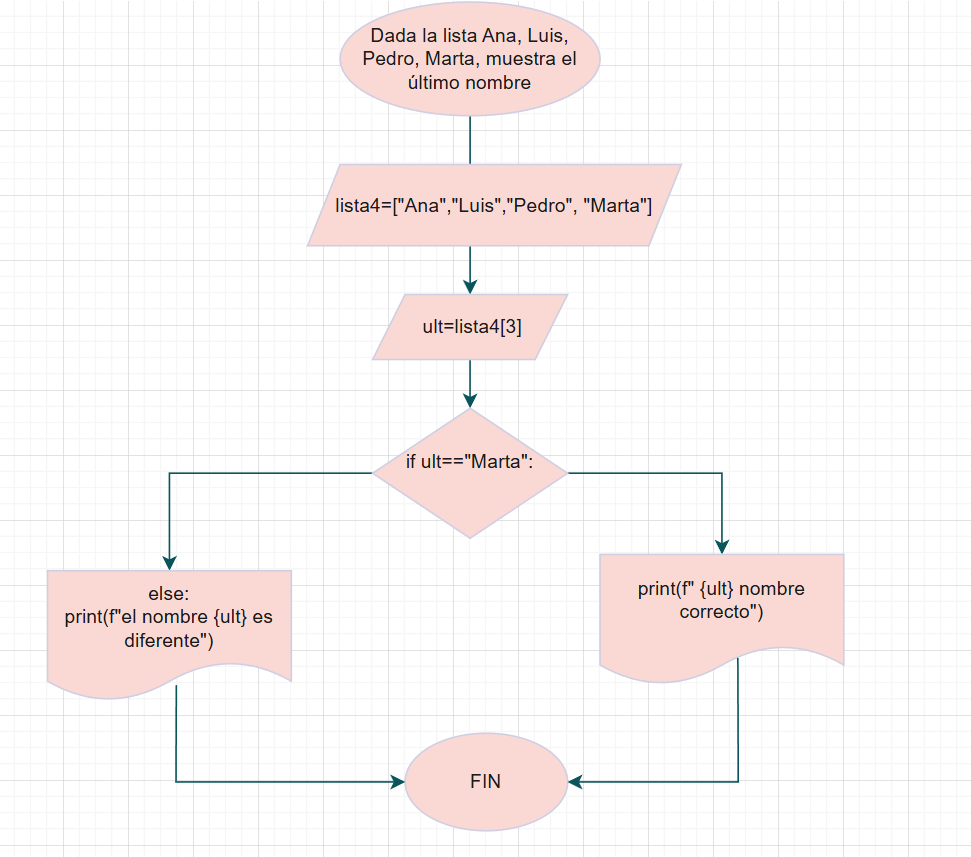 Dada la lista Ana, Luis,
Pedro, Marta, muestra el
último nombre
lista4=["Ana","Luis","Pedro", "Marta"]
ult=lista4[3]
if ult=="Marta":
else:
print(f"el nombre {ult} es
diferente")
print(f" {ult} nombre
correcto")
FIN